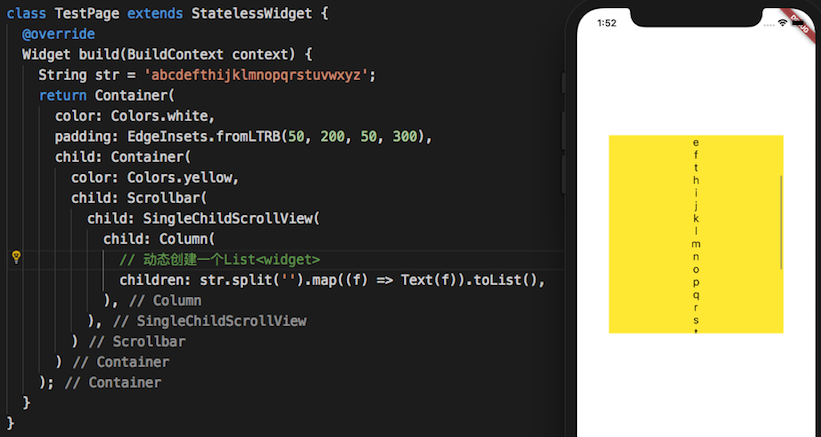 class TestPage extends StatelessWidget {
@override
Widget build(BuildContext context) {
String str = 'abcdefthijklmnopqrstuvwxyz';
return Container(
color: Colors.white,
padding: EdgeInsets.fromLTRB(50, 200, 50, 300),
child: Container(
color: Colors.yellow,
child: Scrollbar(
child: SingleChildScrollView(
child: Column(
// 动态创建一个List<widget>
children: str.split('').map((f) => Text(f)).toList(),
), // Column
), // SingleChildScrollView
) // Scrollbar
) // Container
); // Container
}
}
1:52
DEBUG
e
f
t
h
i
j
k
l
m
n
o
p
q
r
s
t